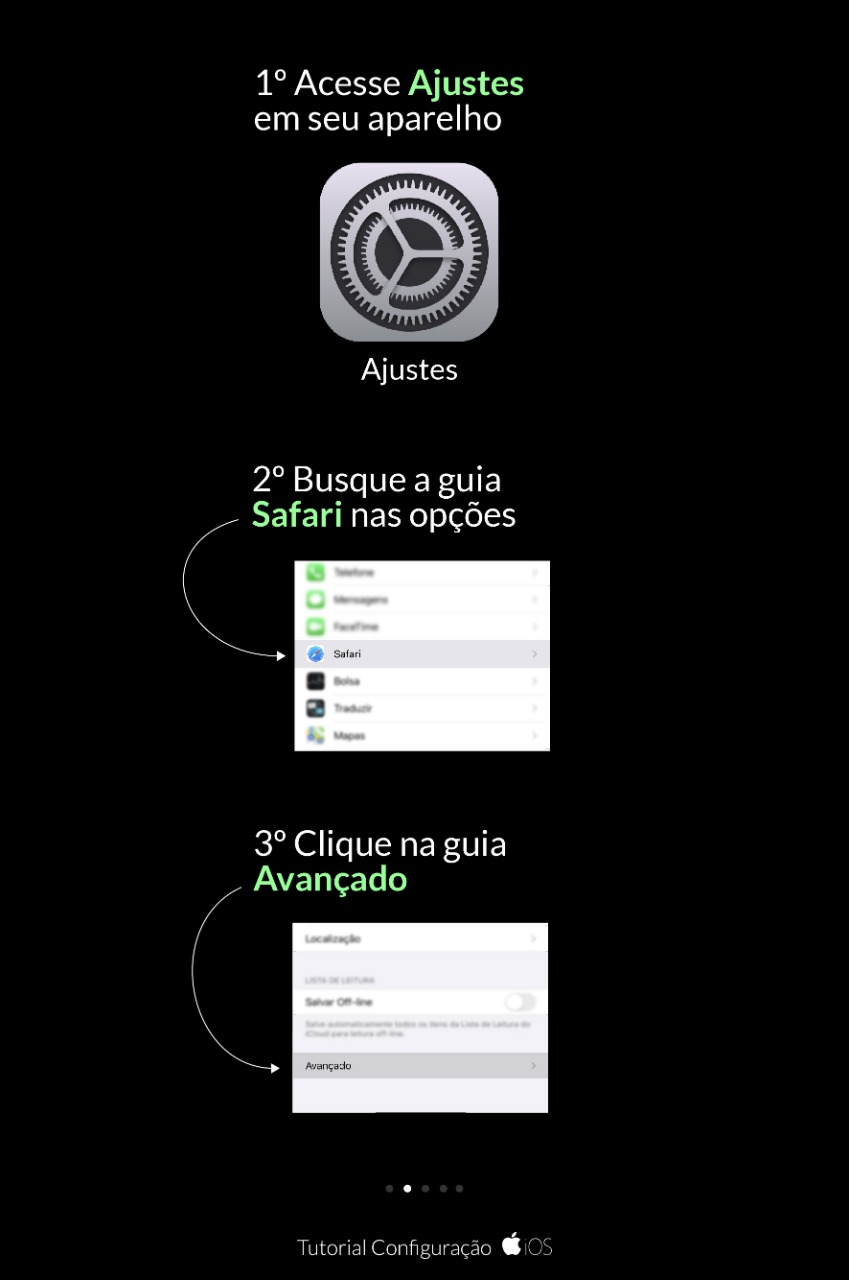 1º Acesse Ajustes
em seu aparelho
Ajustes
2º Busque a guia
Safari nas opções
Telefone
Mensagens
FaceTime
Safari
Bolsa
Traduzir
Mapas
3º Clique na guia
Avançado
Localização
LISTA DE LEITURA
Salvar Off-line
Salve automaticamente todos os itens da Lista de Leitura do
iCloud para leitura off-line.
Avançado
Tutorial Configuração iOS